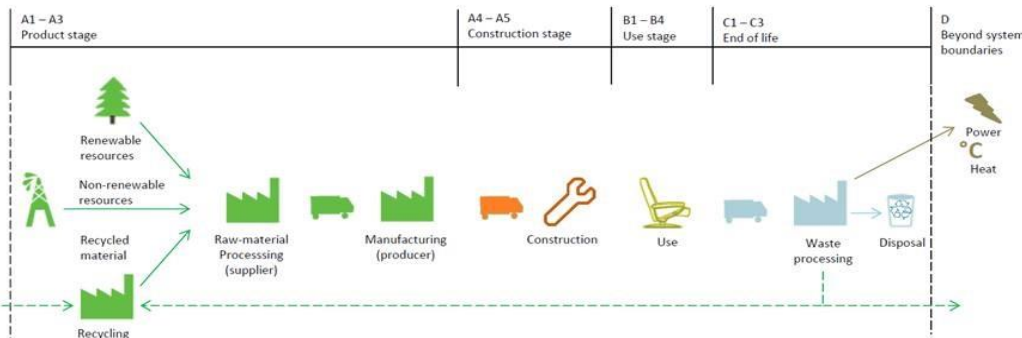 A1 – A3
Product stage
A4 – A5
Construction stage
B1 – B4
Use stage
C1 – C3
End of life
D
Beyond system
boundaries
Renewable
resources
Non-renewable
resources
Recycled
material
Recycling
Raw-material
Processsing
(supplier)
Manufacturing
(producer)
Construction
Use
Waste
processing
Disposal
Power
°C
Heat